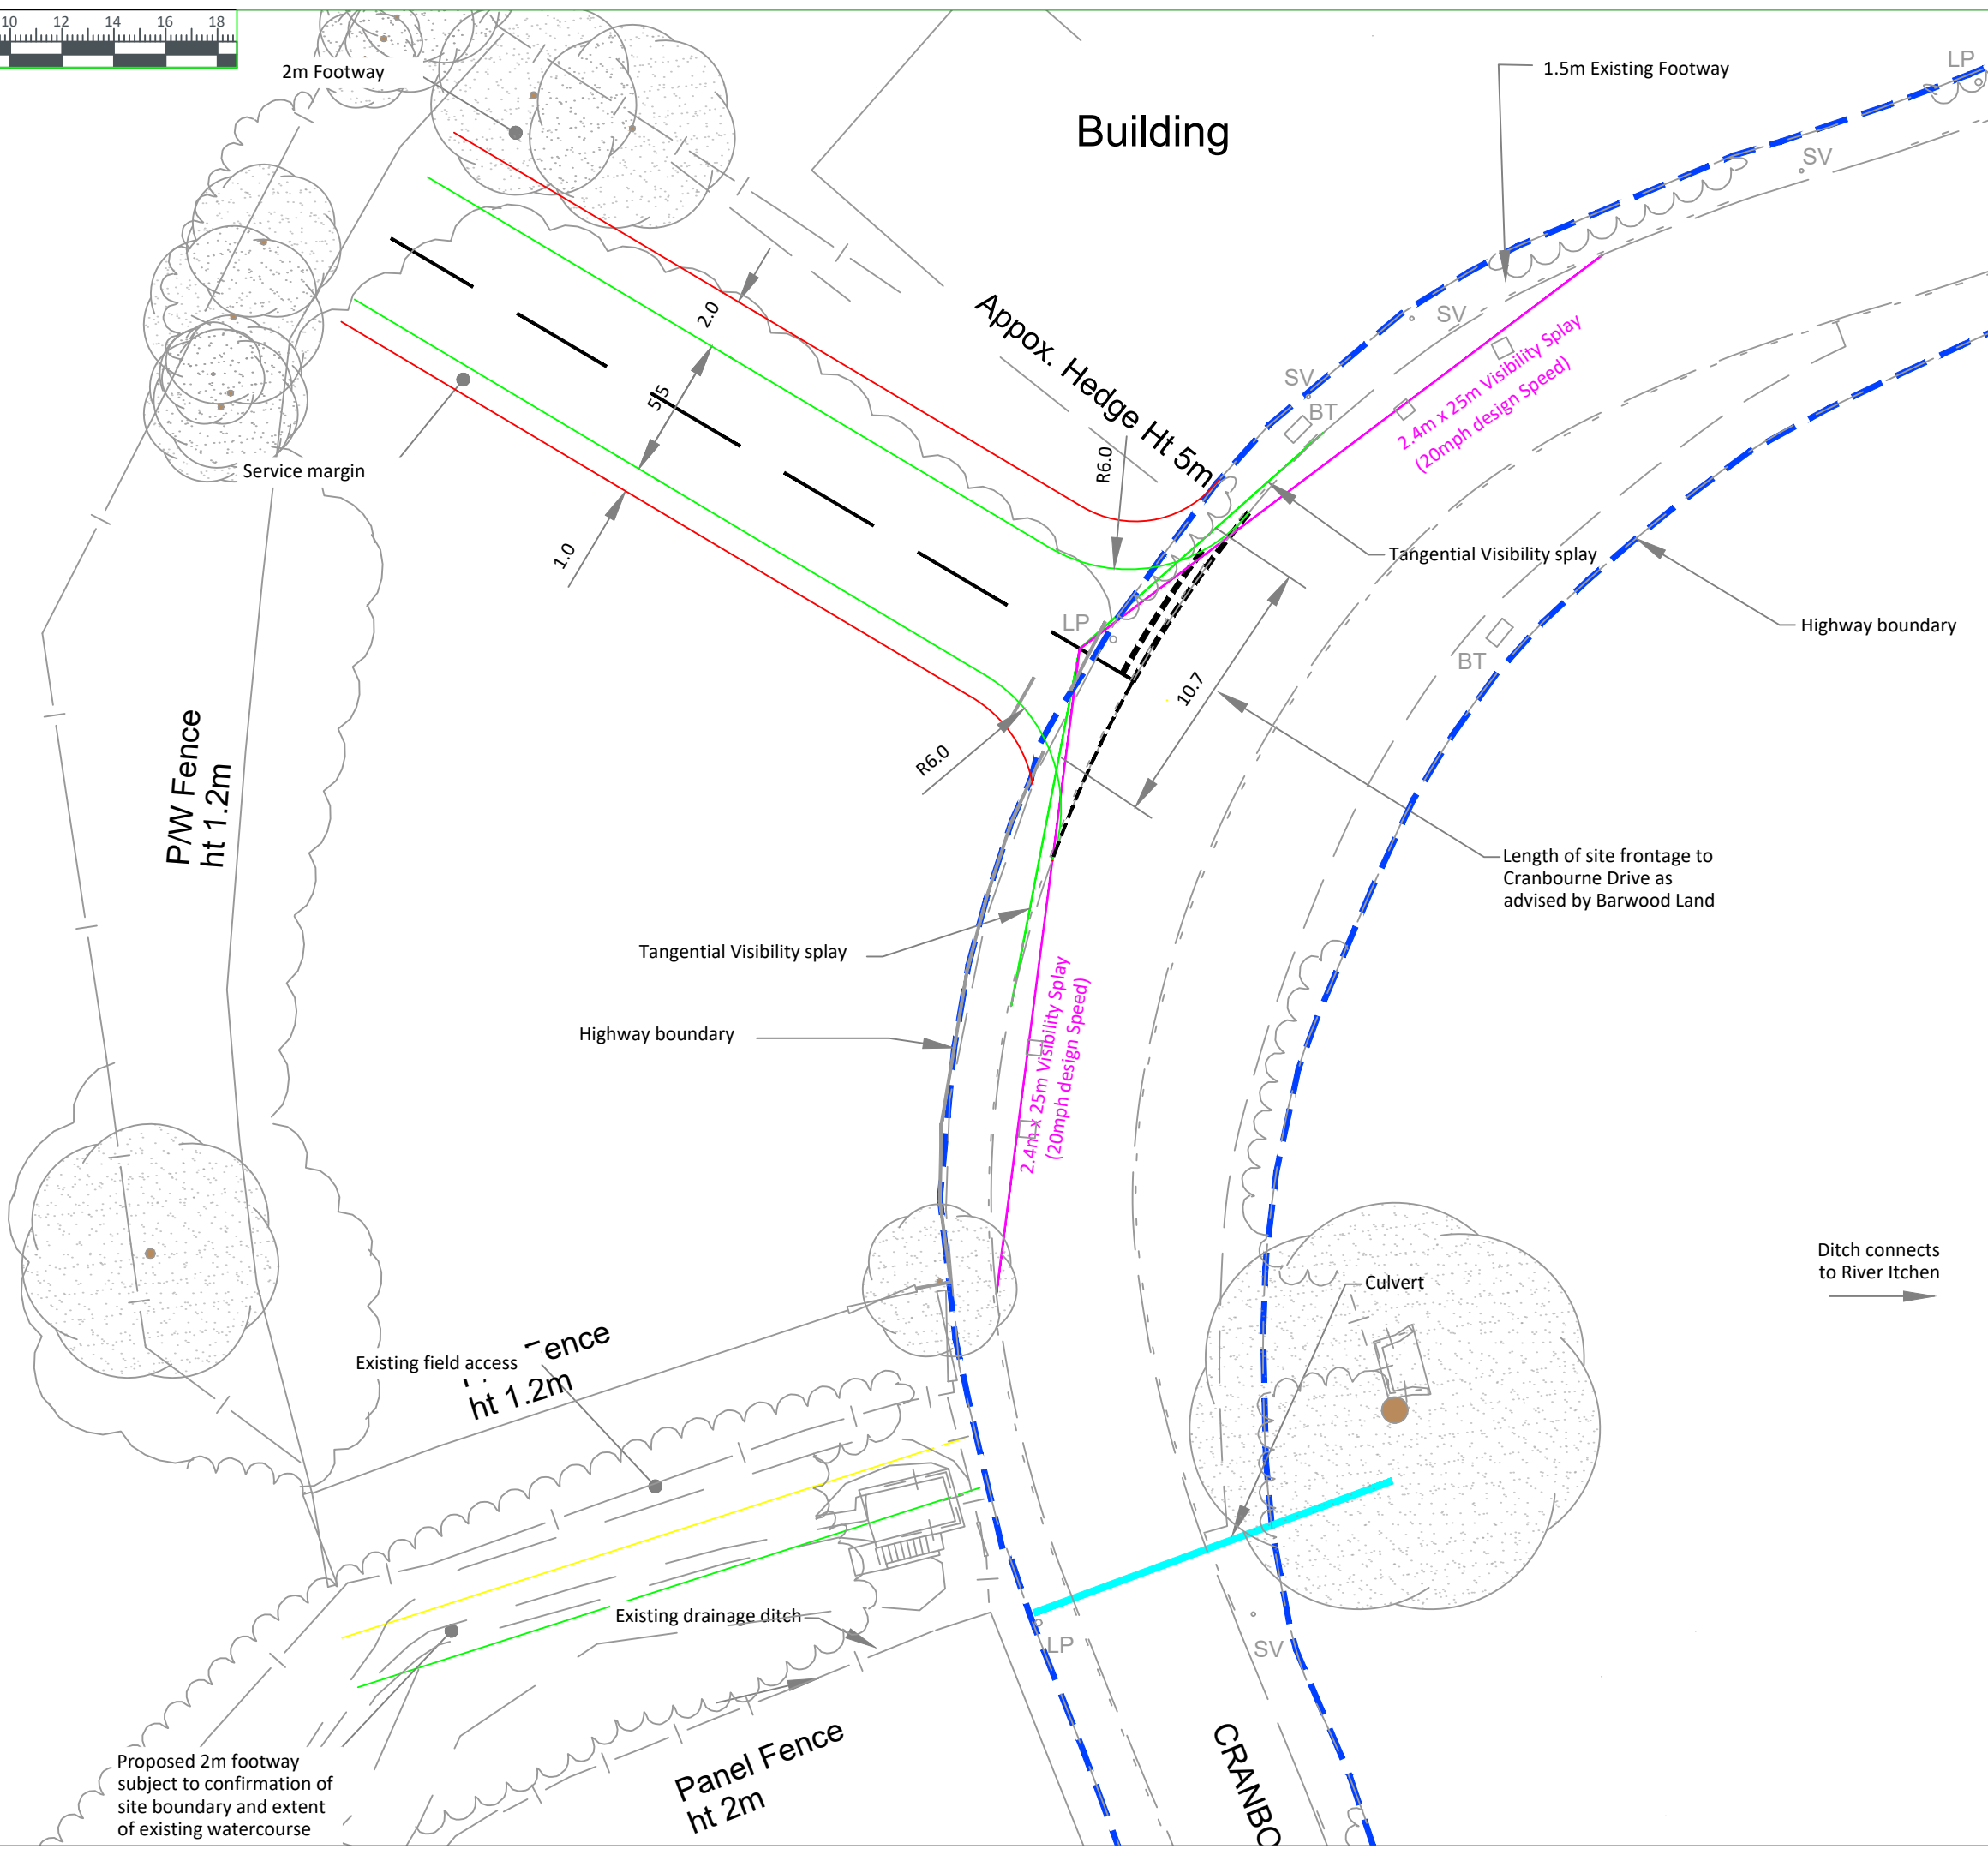 10 12 14 16 18
2m Footway
Building
1.5m Existing Footway
LP
SV
2.0
Appox. Hedge Ht 5m
SV
2.4m x 25m Visibility Splay
(20mph design Speed)
SV
BT
5.5
R6.0
Service margin
Tangential Visibility splay
1.0
LP
Highway boundary
BT
10.7
R6.0
P/W Fence
ht 1.2m
Length of site frontage to
Cranbourne Drive as
advised by Barwood Land
Tangential Visibility splay
Highway boundary
2.4m x 25m Visibility Splay
(20mph design Speed)
Ditch connects
to River Itchen
Culvert
Existing field access
Fence
ht 1.2m
Existing drainage ditch
LP
SV
Panel Fence
ht 2m
CRANBO
Proposed 2m footway
subject to confirmation of
site boundary and extent
of existing watercourse